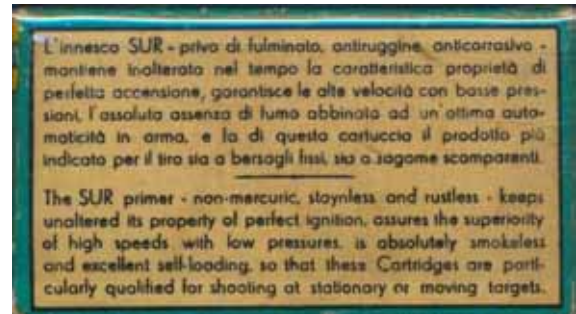 L'innesco SUR - privo di fulminato, antiruggine, anticorrosivo -
mantiene inalterata nel tempo la caratteristica proprietà di
perfetta accensione, garantisce le alte velocità con basse pres-
sioni, l'assoluta assenza di fumo abbinata ad un'ottima auto-
maticità in arma, e fa di questa cartuccia il prodotto più
indicato per il tiro sia a bersagli fissi, sia a sagome scomparenti.
The SUR primer - non-mercuric, staynless and rustless - keeps
unaltered its property of perfect ignition, assures the superiority
of high speeds with low pressures, is absolutely smokeless
and excellent self-loading, so that these Cartridges are parti-
cularly qualified for shooting at stationary or moving targets.